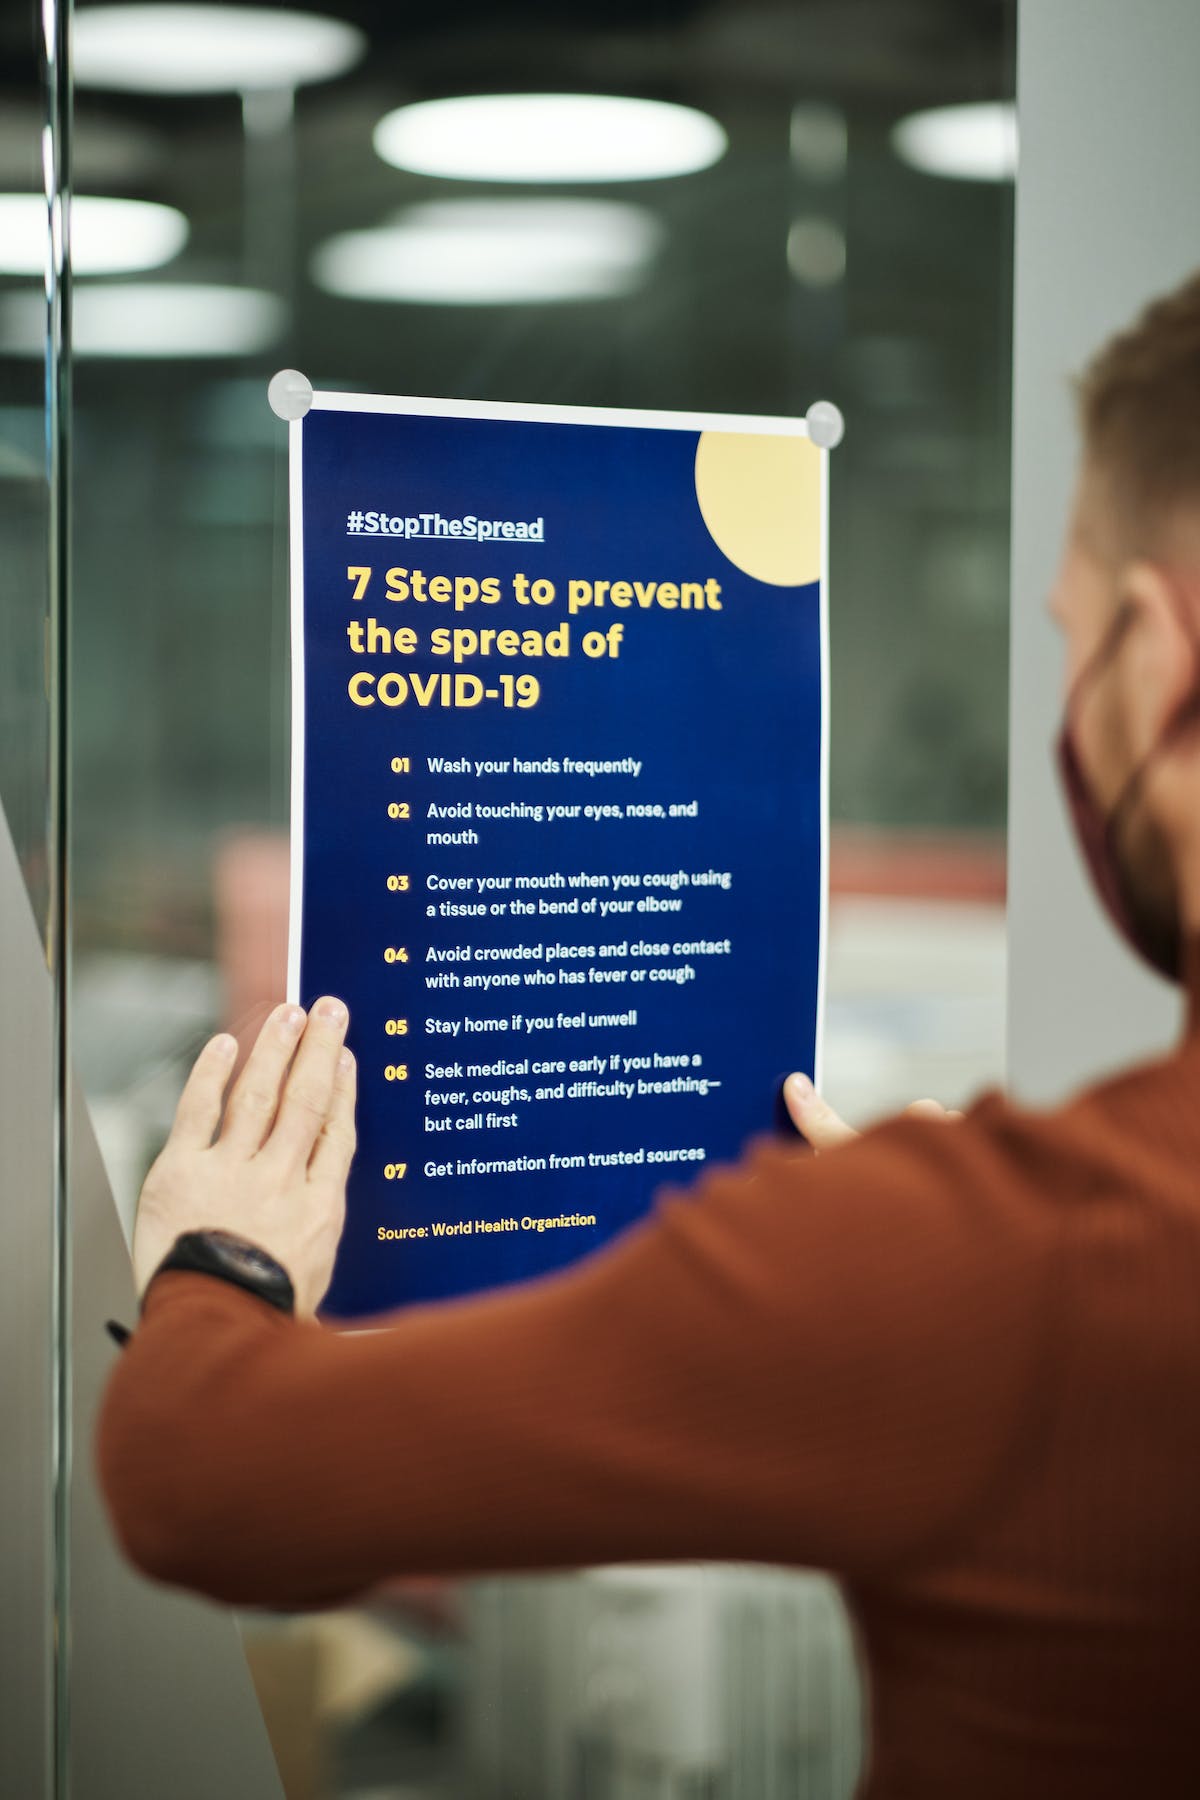 #StopTheSpread
7 Steps to prevent
the spread of
COVID-19
01 Wash your hands frequently
02 Avoid touching your eyes, nose, and
mouth
03 Cover your mouth when you cough using
a tissue or the bend of your elbow
04 Avoid crowded places and close contact
with anyone who has fever or cough
05 Stay home if you feel unwell
06 Seek medical care early if you have a
fever, coughs, and difficulty breathing—
but call first
07 Get information from trusted sources
Source: World Health Organiztion